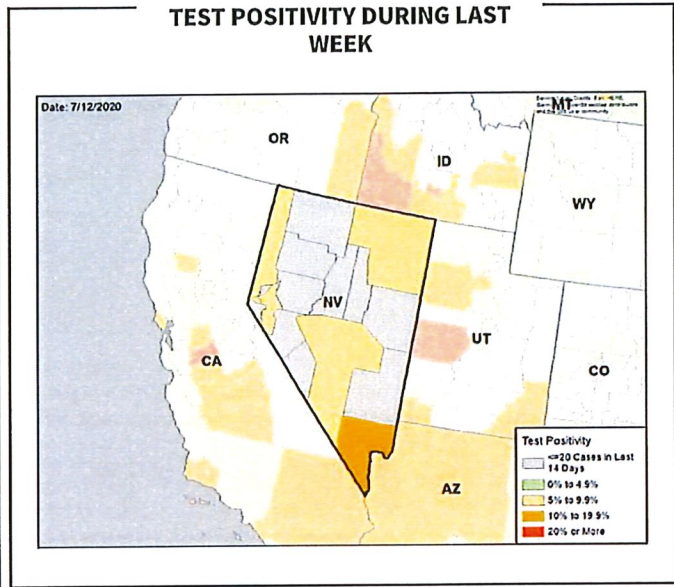 TEST POSITIVITY DURING LAST
WEEK
Date: 7/12/2020
MT
OR
ID
WY
NV
UT
CA
CO
AZ
Test Positivity
<=20 Cases in Last
14 Days
0% to 4.9%
5% to 9.9%
10% to 19.9%
20% or More